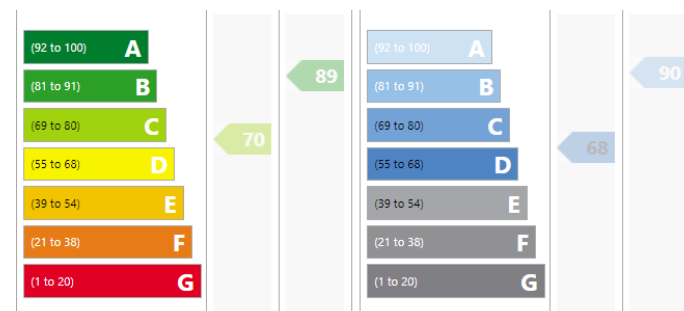 (92 to 100) A
(81 to 91) B
(69 to 80) C
(55 to 68) D
(39 to 54) E
(21 to 38) F
(1 to 20) G
70
89
(92 to 100) A
(81 to 91) B
(69 to 80) C
(55 to 68) D
(39 to 54) E
(21 to 38) F
(1 to 20) G
68
90